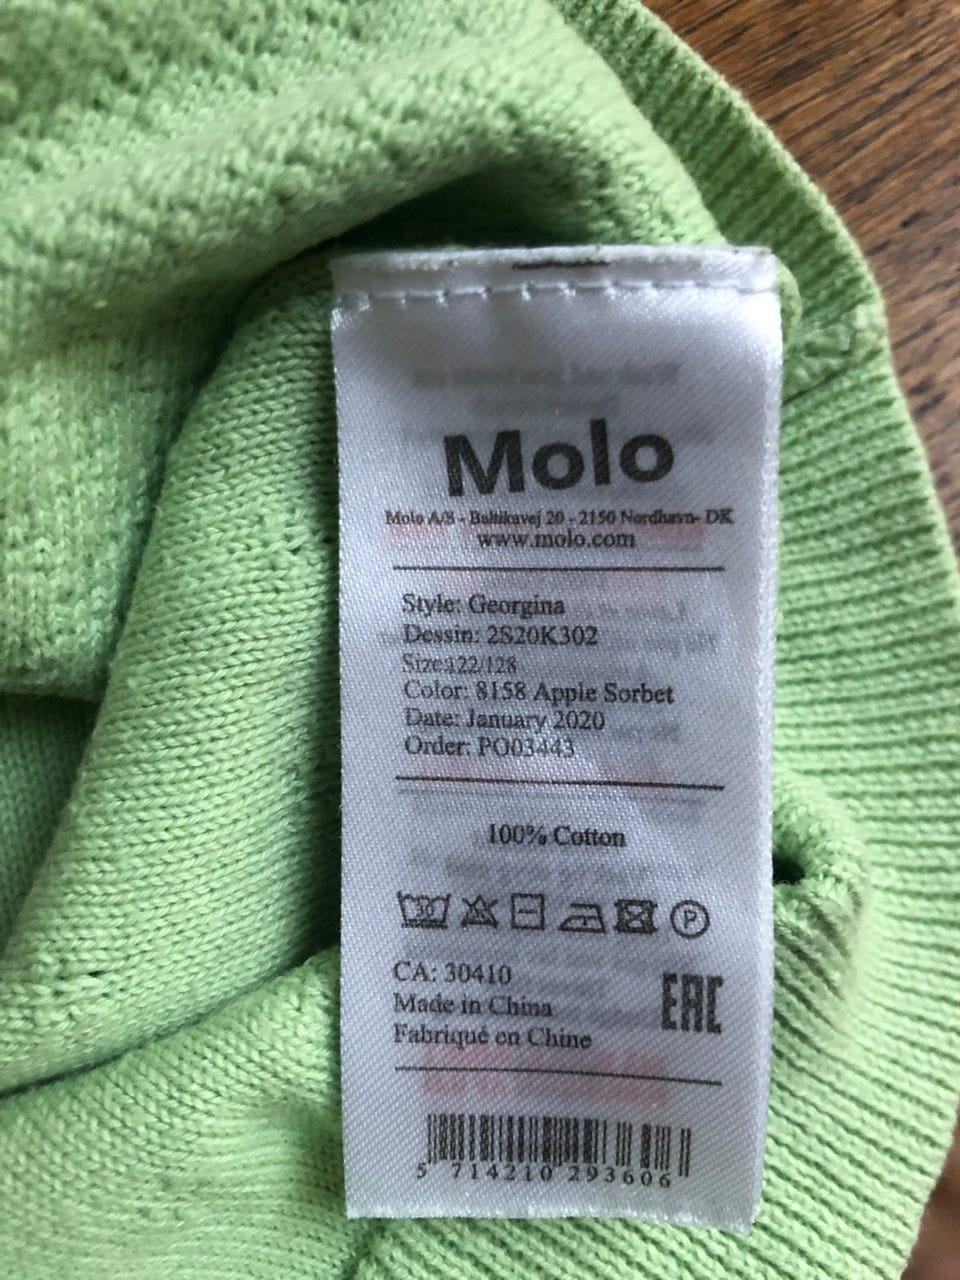 Molo
Molo A/S - Baltikavej 20 - 2150 Nordhavn- DK
www.molo.com
Style: Georgina
Dessin: 2S20K302
Size:122/128
Color: 8158 Apple Sorbet
Date: January 2020
Order: PO03443
100% Cotton
30
P
CA: 30410
Made in China
Fabriqué en Chine
EAC
5 714210 293606